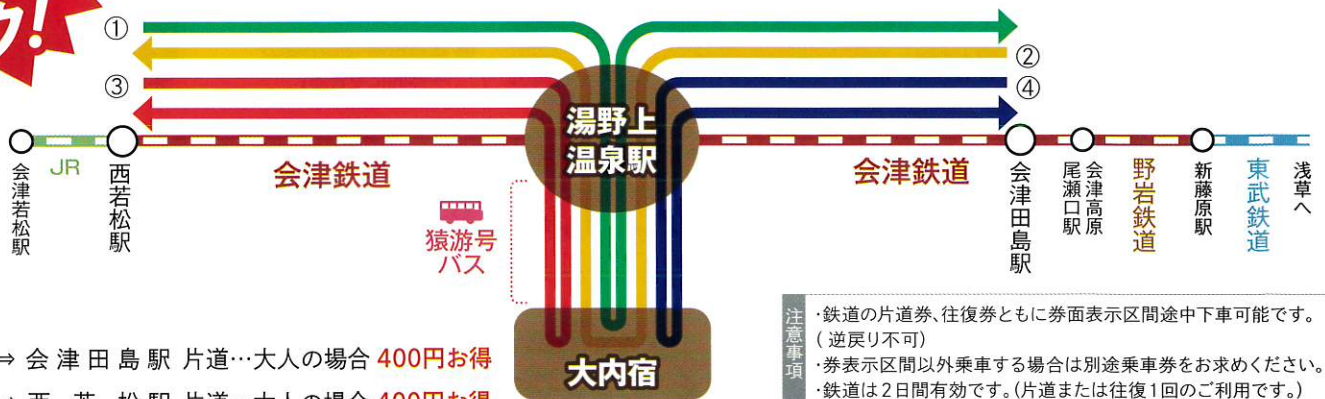 ①
②
③
④
湯野上
温泉駅
会津若松駅
JR
西若松駅
会津鉄道
会津鉄道
会津田島駅
会津高原
尾瀬口駅
野岩鉄道
新藤原駅
東武鉄道
浅草へ
猿游号
バス
大内宿
⇒ 会津田島駅 片道…大人の場合 400円お得
注意事項
・鉄道の片道券、往復券ともに券面表示区間途中下車可能です。
(逆戻り不可)
・券表示区間以外乗車する場合は別途乗車券をお求めください。
・鉄道は2日間有効です。(片道または往復1回のご利用です。)